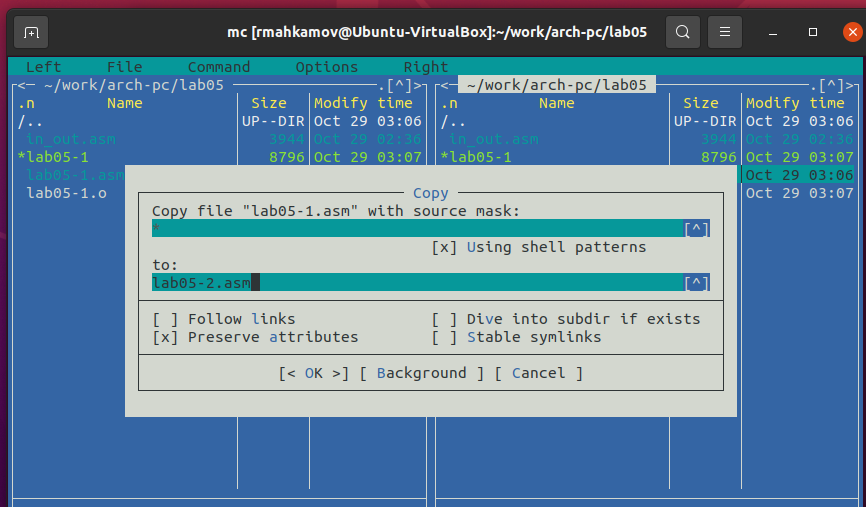 mc [rmahkamov@Ubuntu-VirtualBox]:~/work/arch-pc/lab05
Left File Command Options Right
<─ ~/work/arch-pc/lab05 ─.[^]> <─ ~/work/arch-pc/lab05 ─.[^]>
.n Name Size Modify time .n Name Size Modify time
/.. UP--DIR Oct 29 03:06 /.. UP--DIR Oct 29 03:06
in_out.asm 3944 Oct 29 02:36 in_out.asm 3944 Oct 29 02:36
*lab05-1 8796 Oct 29 03:07 *lab05-1 8796 Oct 29 03:07
lab05-1.asm Oct 29 03:06
lab05-1.o Oct 29 03:07
Copy
Copy file "lab05-1.asm" with source mask:
* [^]
[x] Using shell patterns
to:
lab05-2.asm [^]
[ ] Follow links [ ] Dive into subdir if exists
[x] Preserve attributes [ ] Stable symlinks
[< OK >] [ Background ] [ Cancel ]